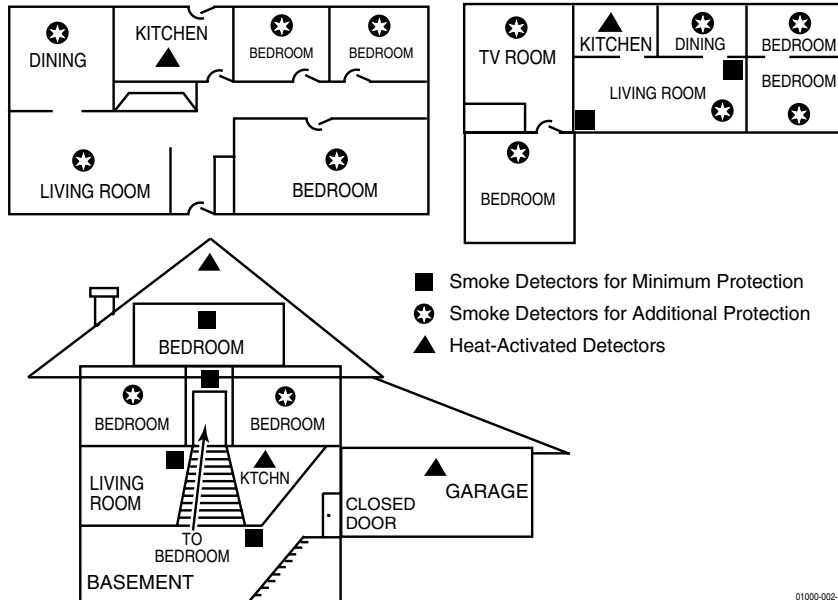 DINING
KITCHEN
BEDROOM
BEDROOM
LIVING ROOM
BEDROOM
TV ROOM
KITCHEN
DINING
BEDROOM
LIVING ROOM
BEDROOM
BEDROOM
Smoke Detectors for Minimum Protection
Smoke Detectors for Additional Protection
Heat-Activated Detectors
BEDROOM
BEDROOM
BEDROOM
LIVING
ROOM
KTCHN
CLOSED
DOOR
GARAGE
TO
BEDROOM
BASEMENT